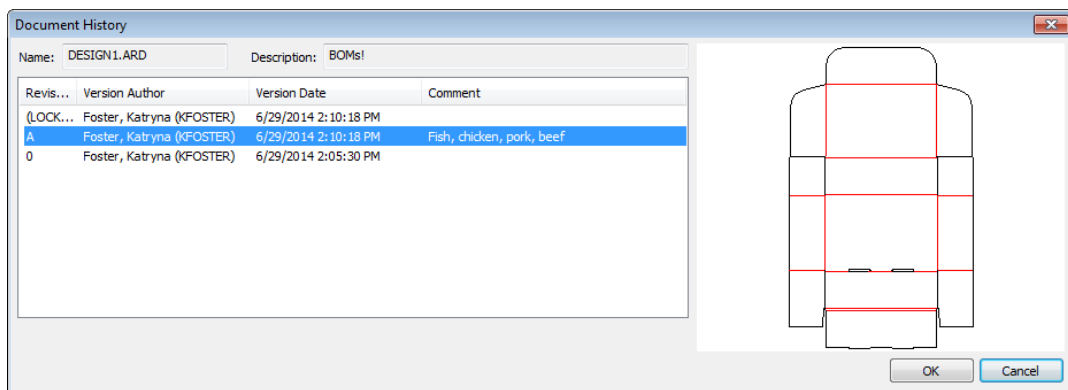 Document History
Name: DESIGN1.ARD Description: BOMs!
Revis... Version Author Version Date Comment
(LOCK... Foster, Katryna (KFOSTER) 6/29/2014 2:10:18 PM
A Foster, Katryna (KFOSTER) 6/29/2014 2:10:18 PM Fish, chicken, pork, beef
0 Foster, Katryna (KFOSTER) 6/29/2014 2:05:30 PM
OK Cancel